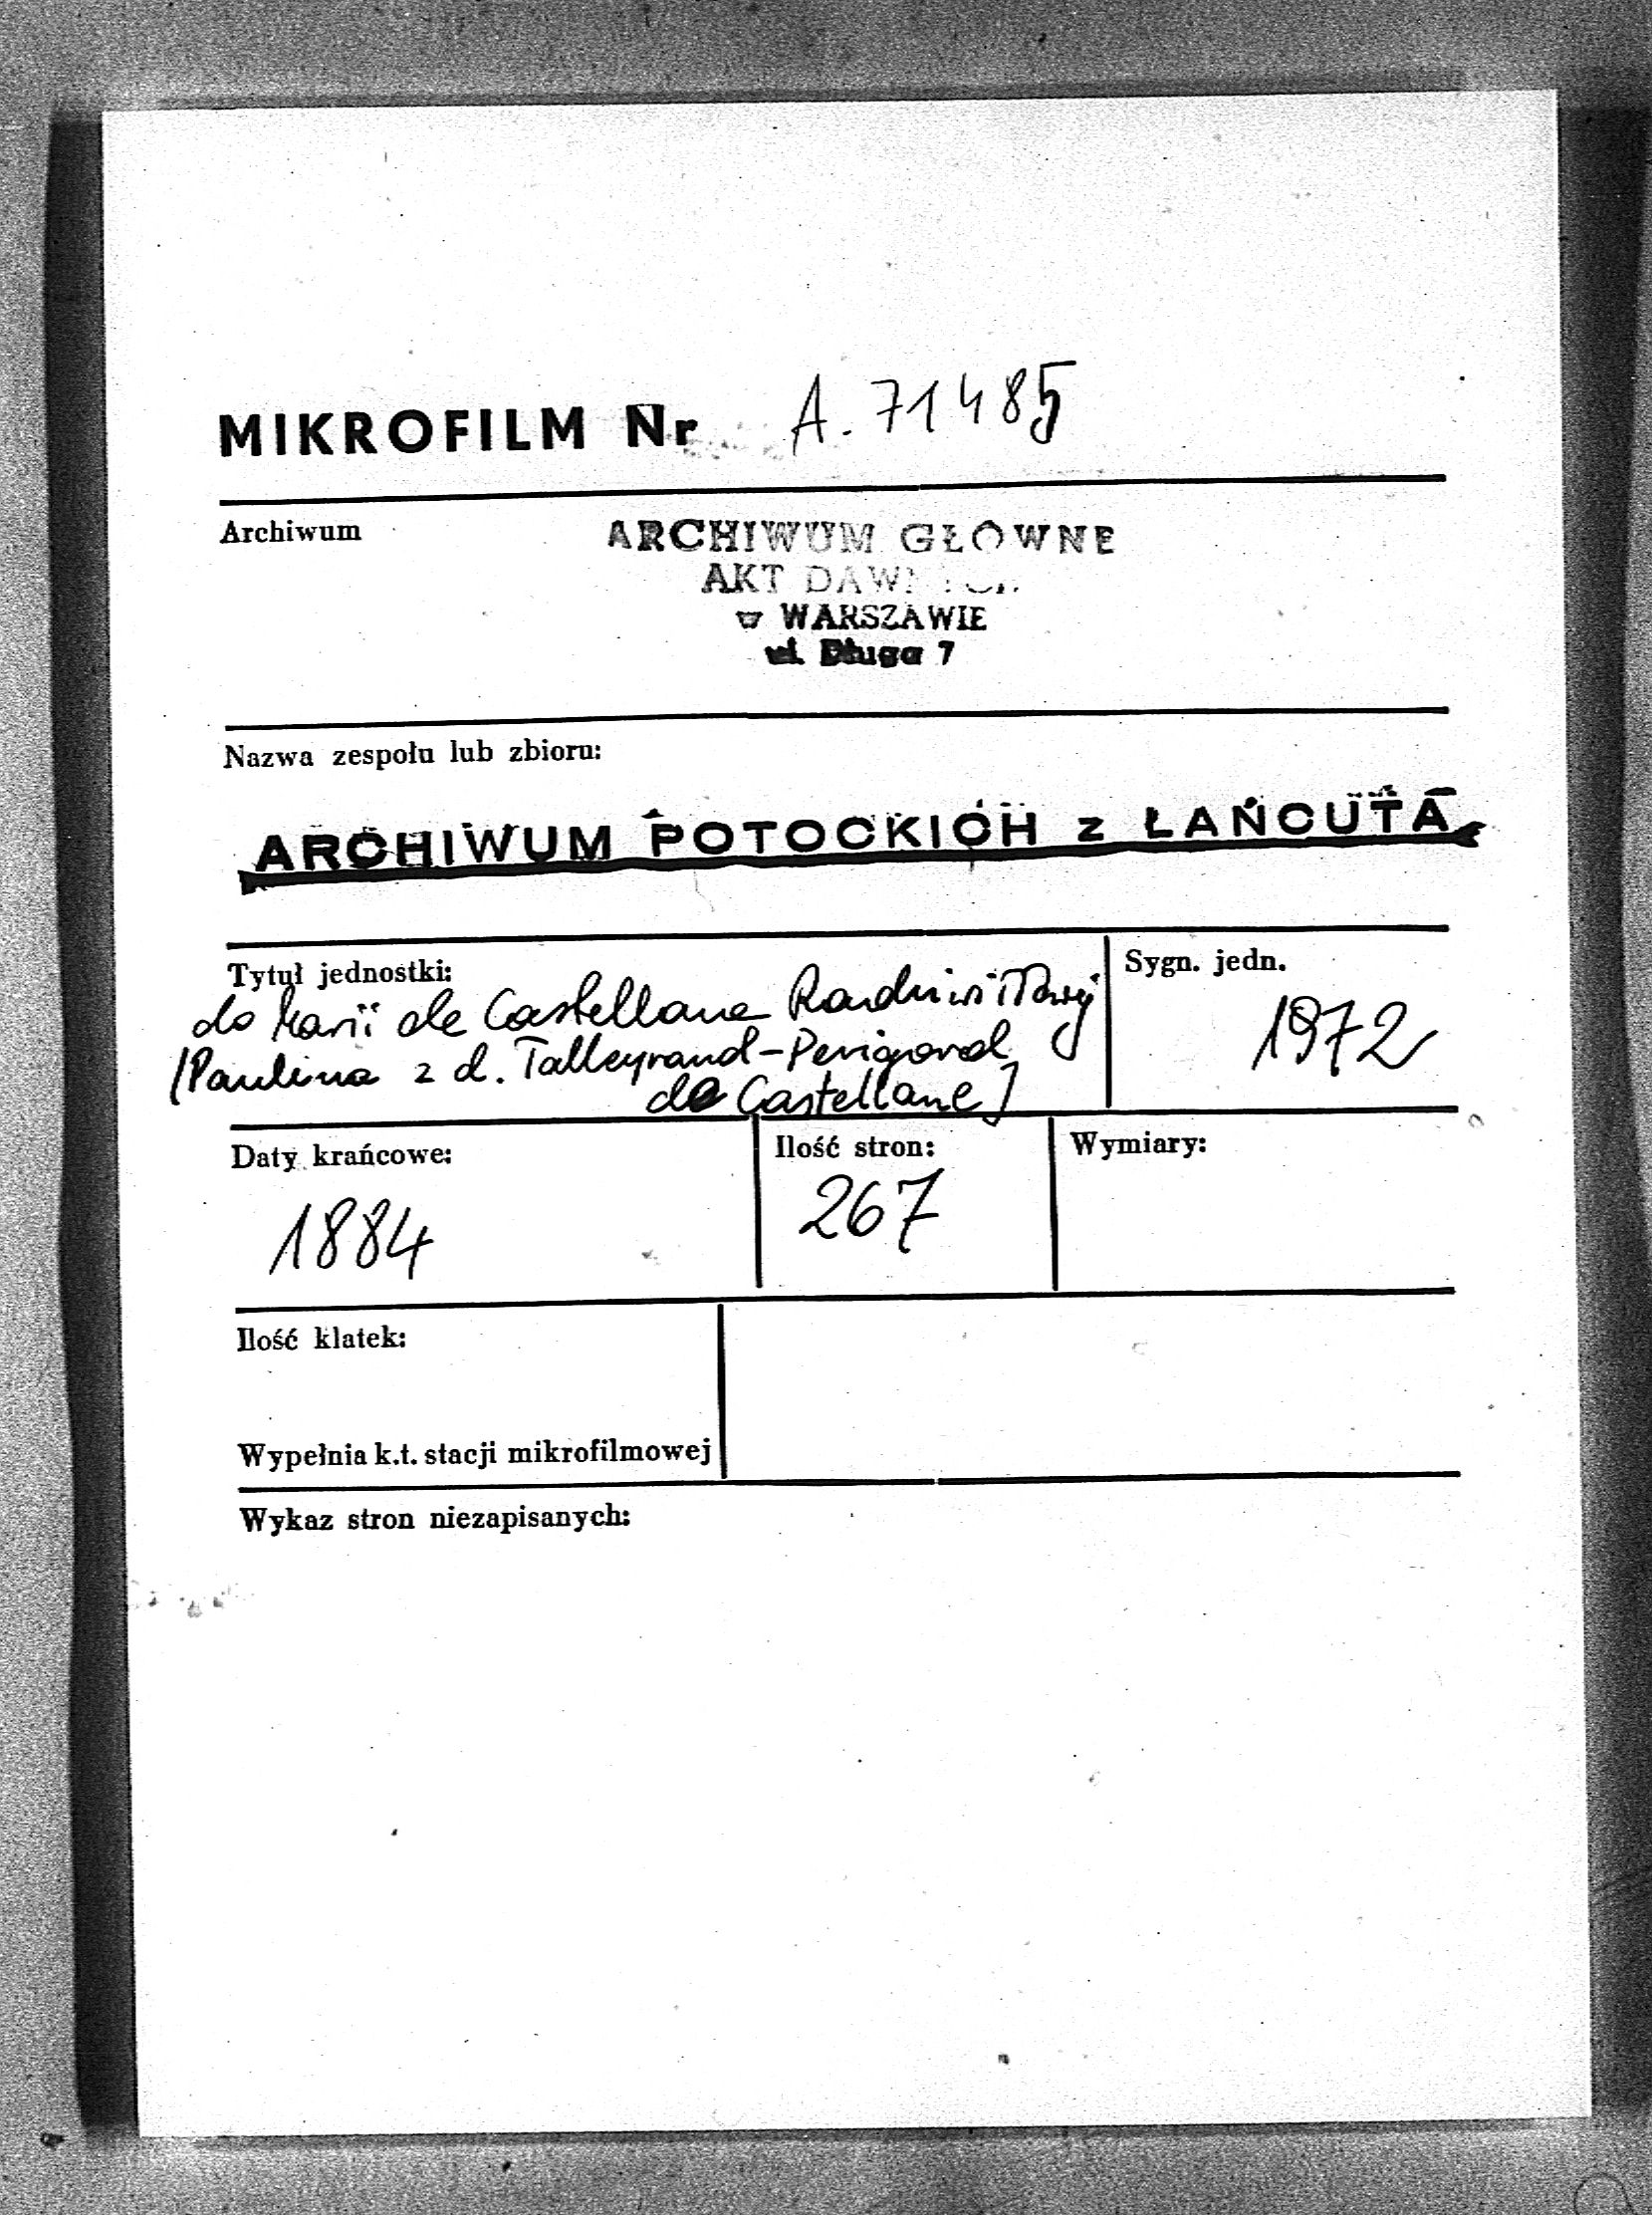 MIKROFILM Nr A. 71485
Archiwum
ARCHIWUM GŁÓWNE
AKT DAWNYCH
w WARSZAWIE
ul. Długa 7
Nazwa zespołu lub zbioru:
ARCHIWUM POTOCKICH z ŁAŃCUTA
Tytuł jednostki:
do Marii de Castellane Radziwiłłowej
[Paulina z d. Talleyrand-Perigord
de Castellane]
Sygn. jedn.
1972
Daty krańcowe:
1884
Ilość stron:
267
Wymiary:
Ilość klatek:
Wypełnia k.t. stacji mikrofilmowej
Wykaz stron niezapisanych: